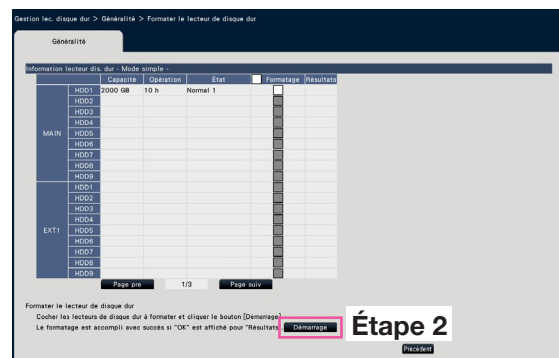 Gestion lec. disque dur > Généralité > Formater le lecteur de disque dur
Généralité
Information lecteur dis. dur - Mode simple -
Capacité Opération État Formatage Résultats
MAIN
HDD1 2000 GB 10 h Normal 1
HDD2
HDD3
HDD4
HDD5
HDD6
HDD7
HDD8
HDD9
EXT1
HDD1
HDD2
HDD3
HDD4
HDD5
HDD6
HDD7
HDD8
HDD9
Page pre 1/3 Page suiv
Formater le lecteur de disque dur
Cocher les lecteurs de disque dur à formater et cliquer le bouton [Démarrage]
Le formatage est accompli avec succès si "OK" est affiché pour "Résultats". Démarrage Étape 2
Précédent